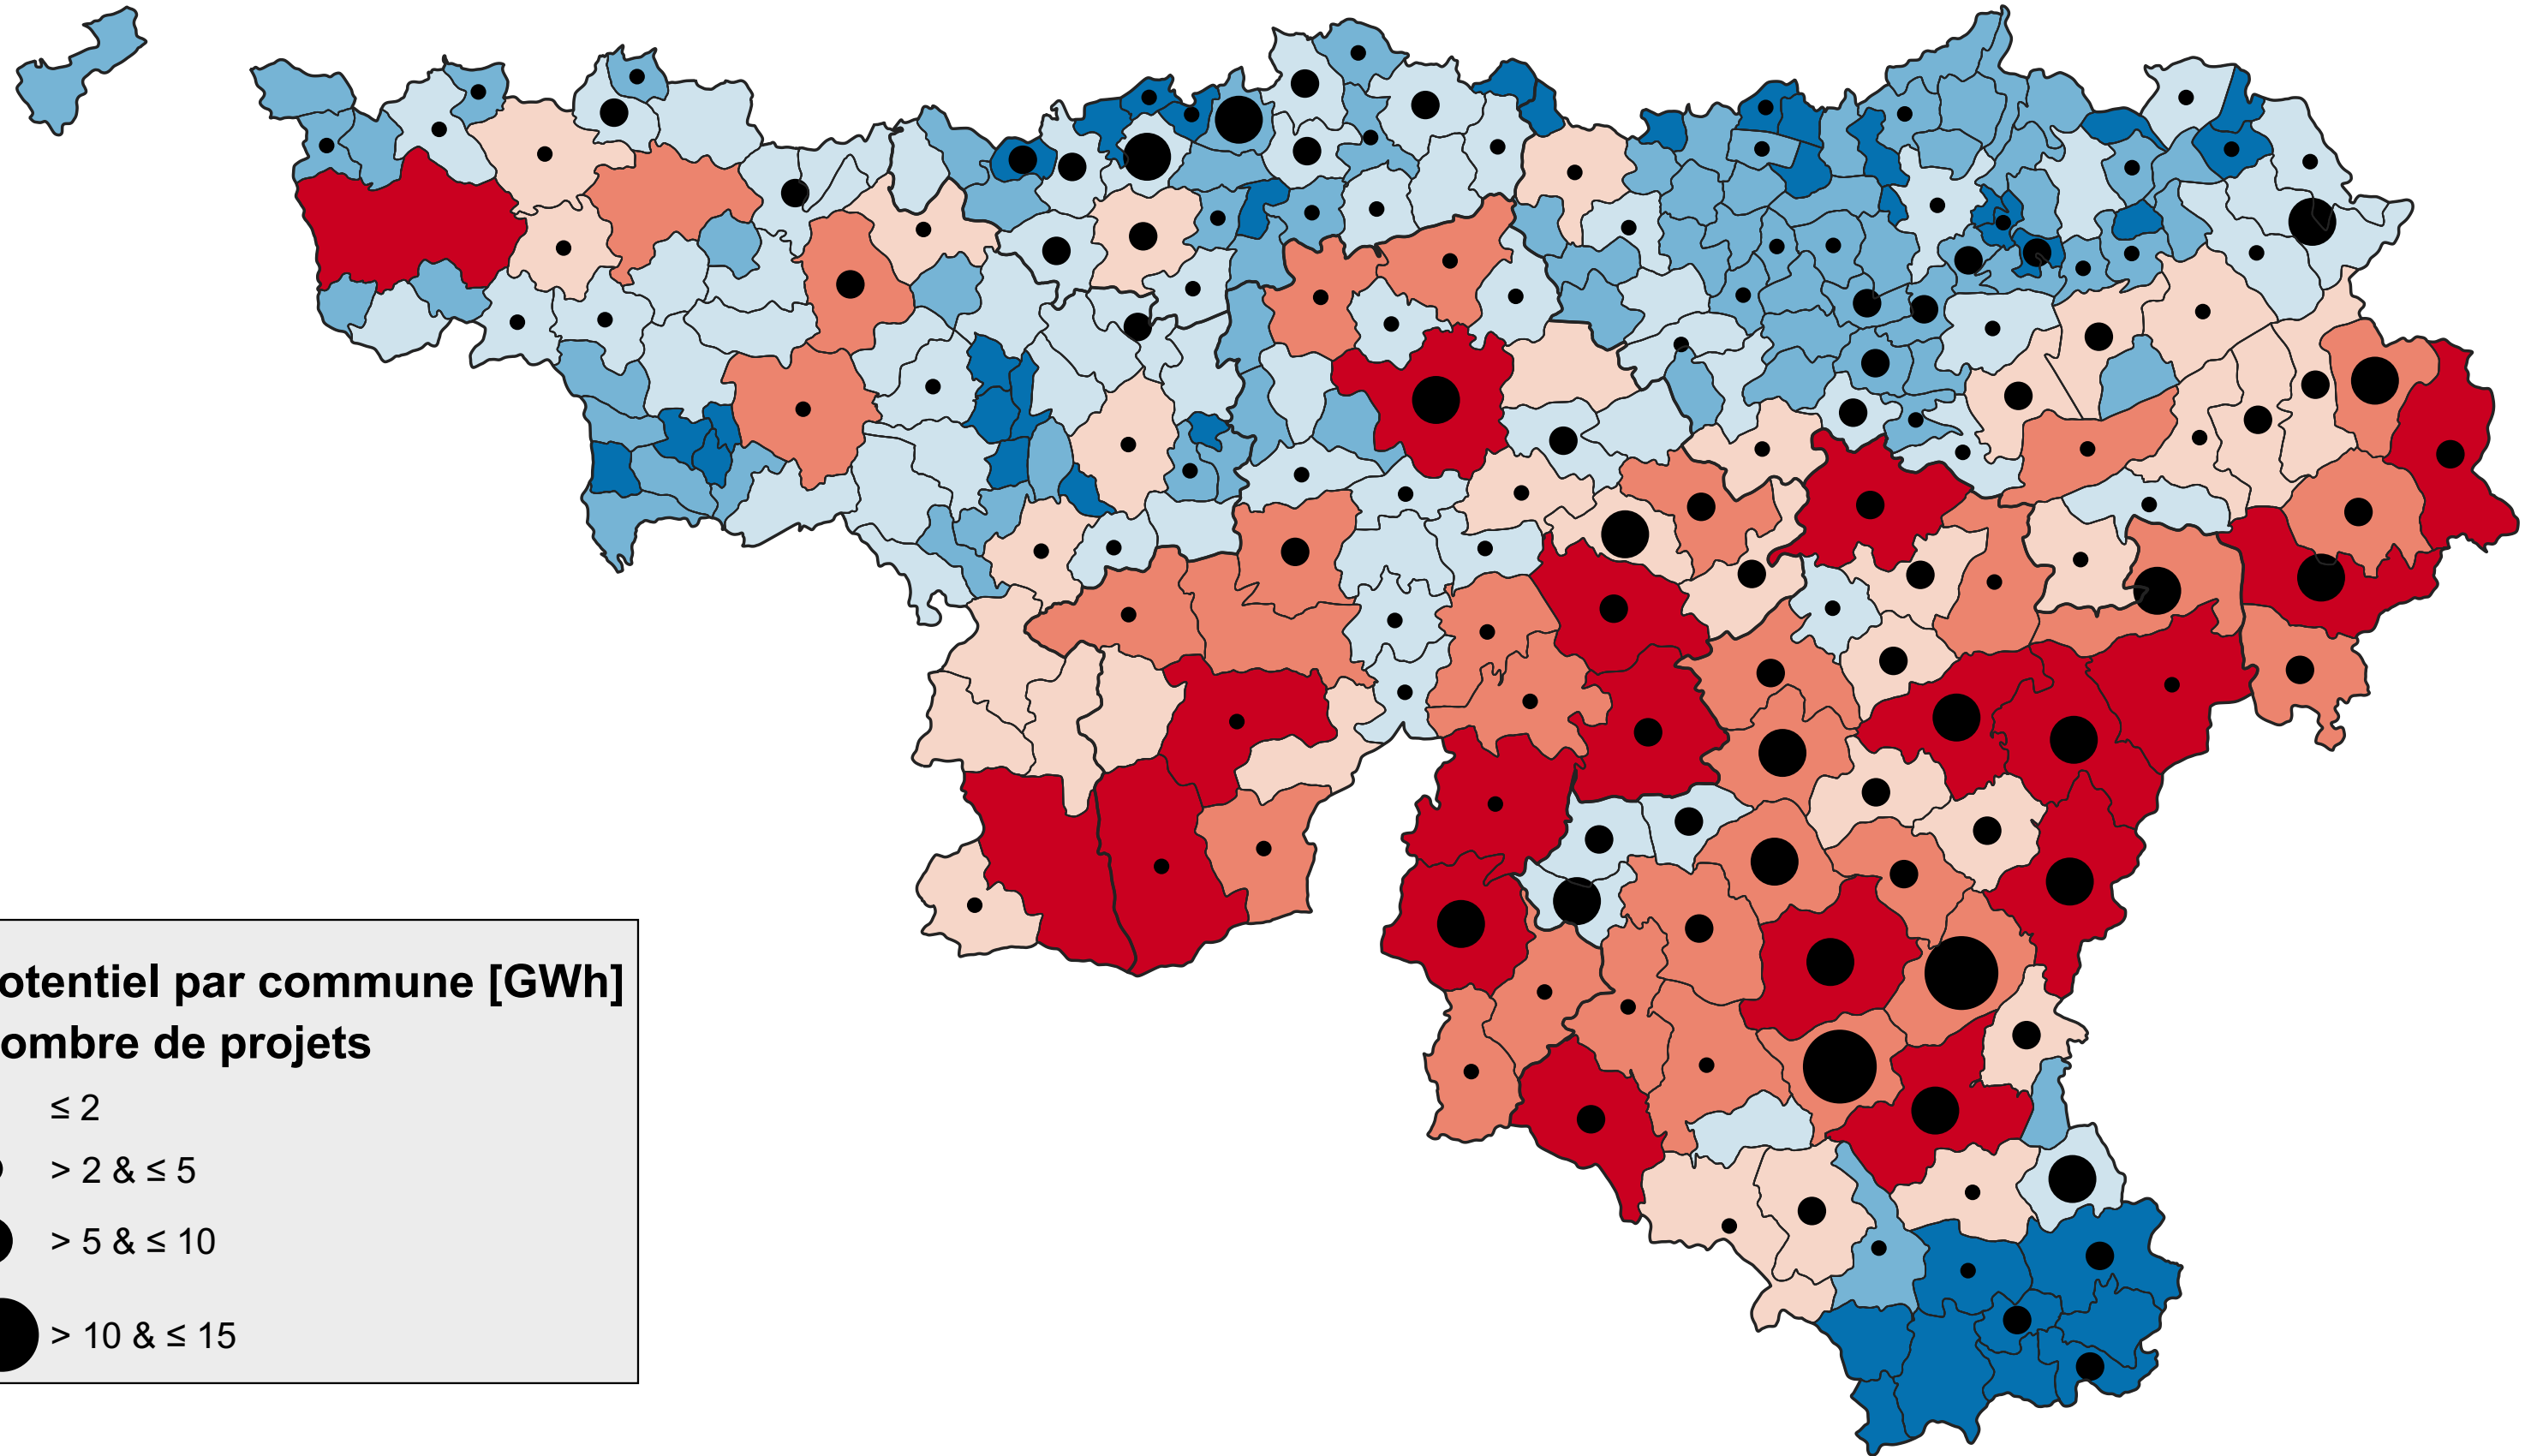 otentiel par commune [GWh]
ombre de projets
≤ 2
> 2 & ≤ 5
> 5 & ≤ 10
> 10 & ≤ 15